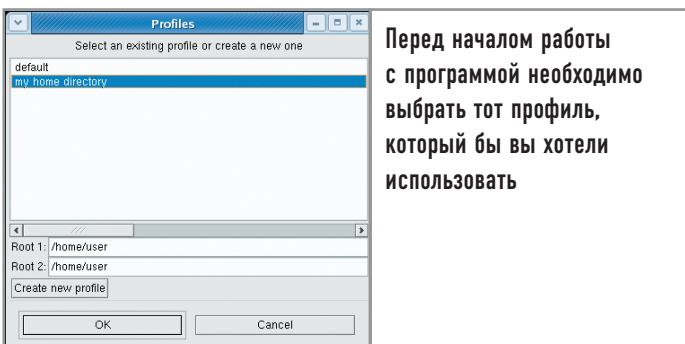 Profiles
Select an existing profile or create a new one
default
my home directory
Root 1: /home/user
Root 2: /home/user
Create new profile
OK
Cancel
Перед началом работы
с программой необходимо
выбрать тот профиль,
который бы вы хотели
использовать